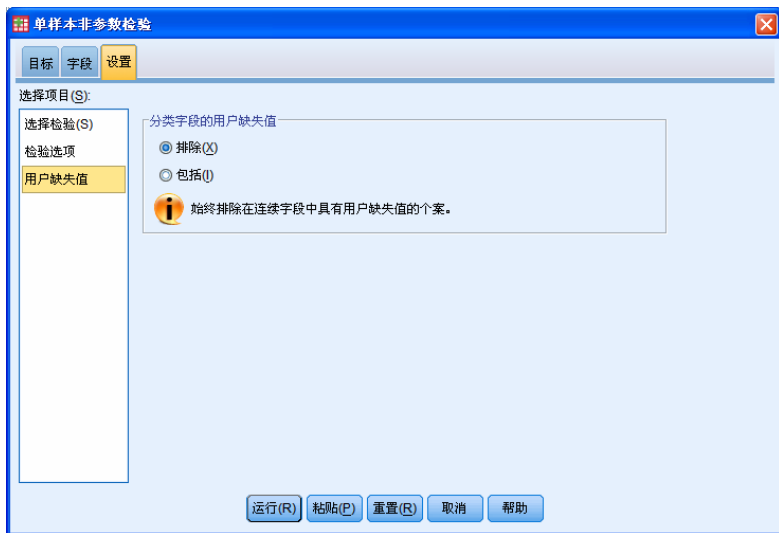 单样本非参数检验
目标 字段 设置
选择项目(S):
选择检验(S)
检验选项
用户缺失值
分类字段的用户缺失值
排除(X)
包括(I)
始终排除在连续字段中具有用户缺失值的个案。
运行(R) 粘贴(P) 重置(R) 取消 帮助